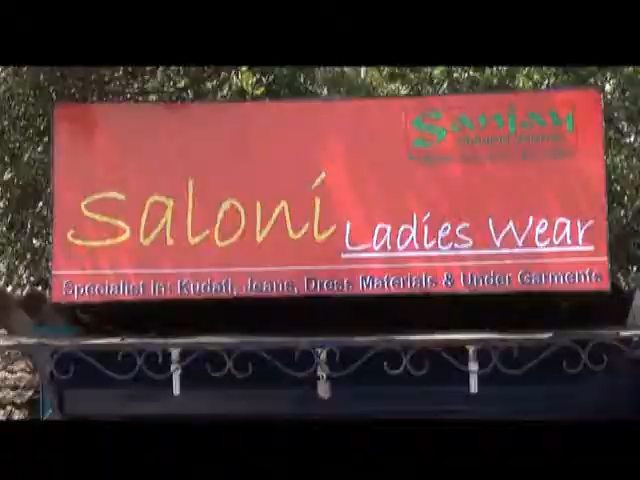 Sanjay
Saloni Ladies Wear
Specialist In: Kudati, Jeans, Dress Materials & Under Garments